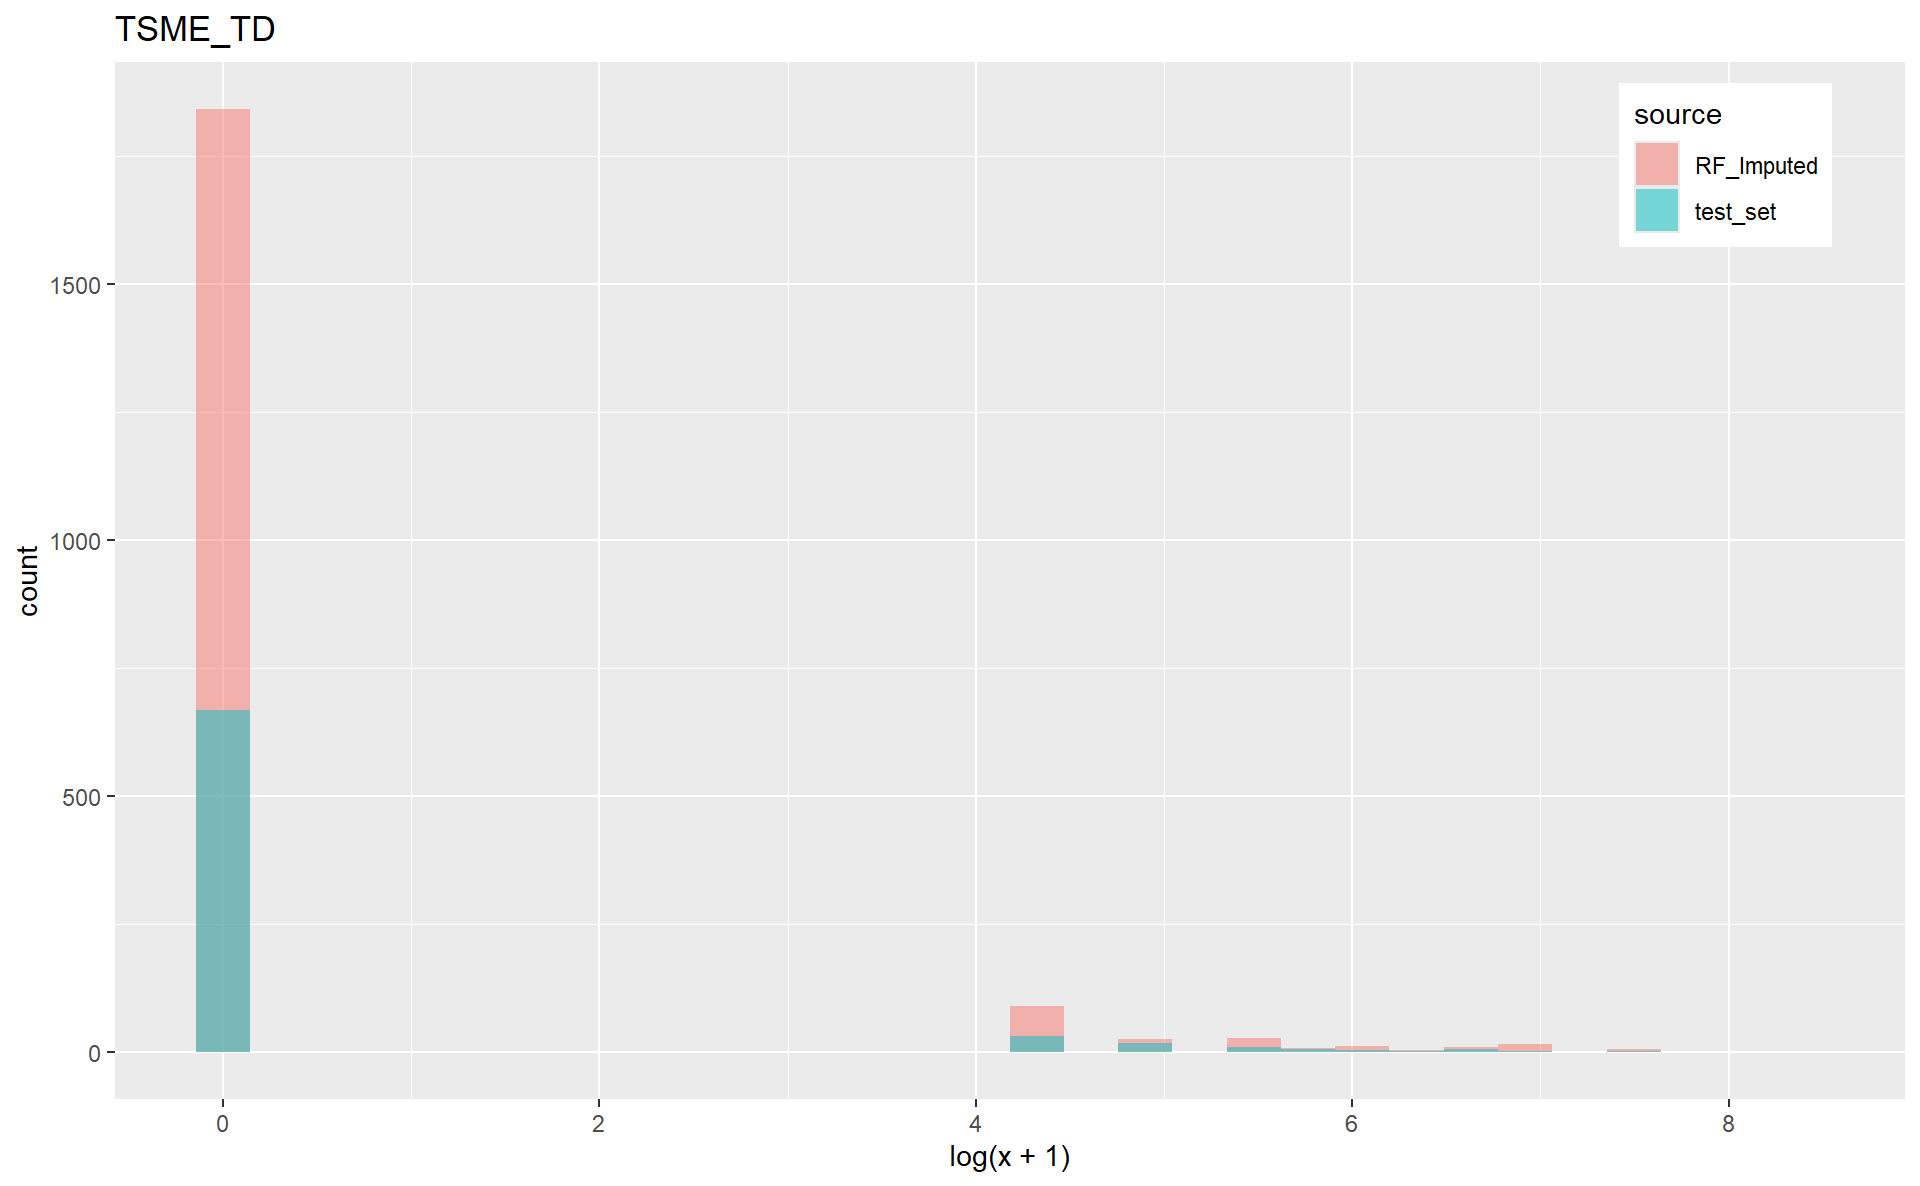 TSME_TD
source
RF_Imputed
test_set
1500
1000
500
0
count
0 2 4 6 8
log(x + 1)